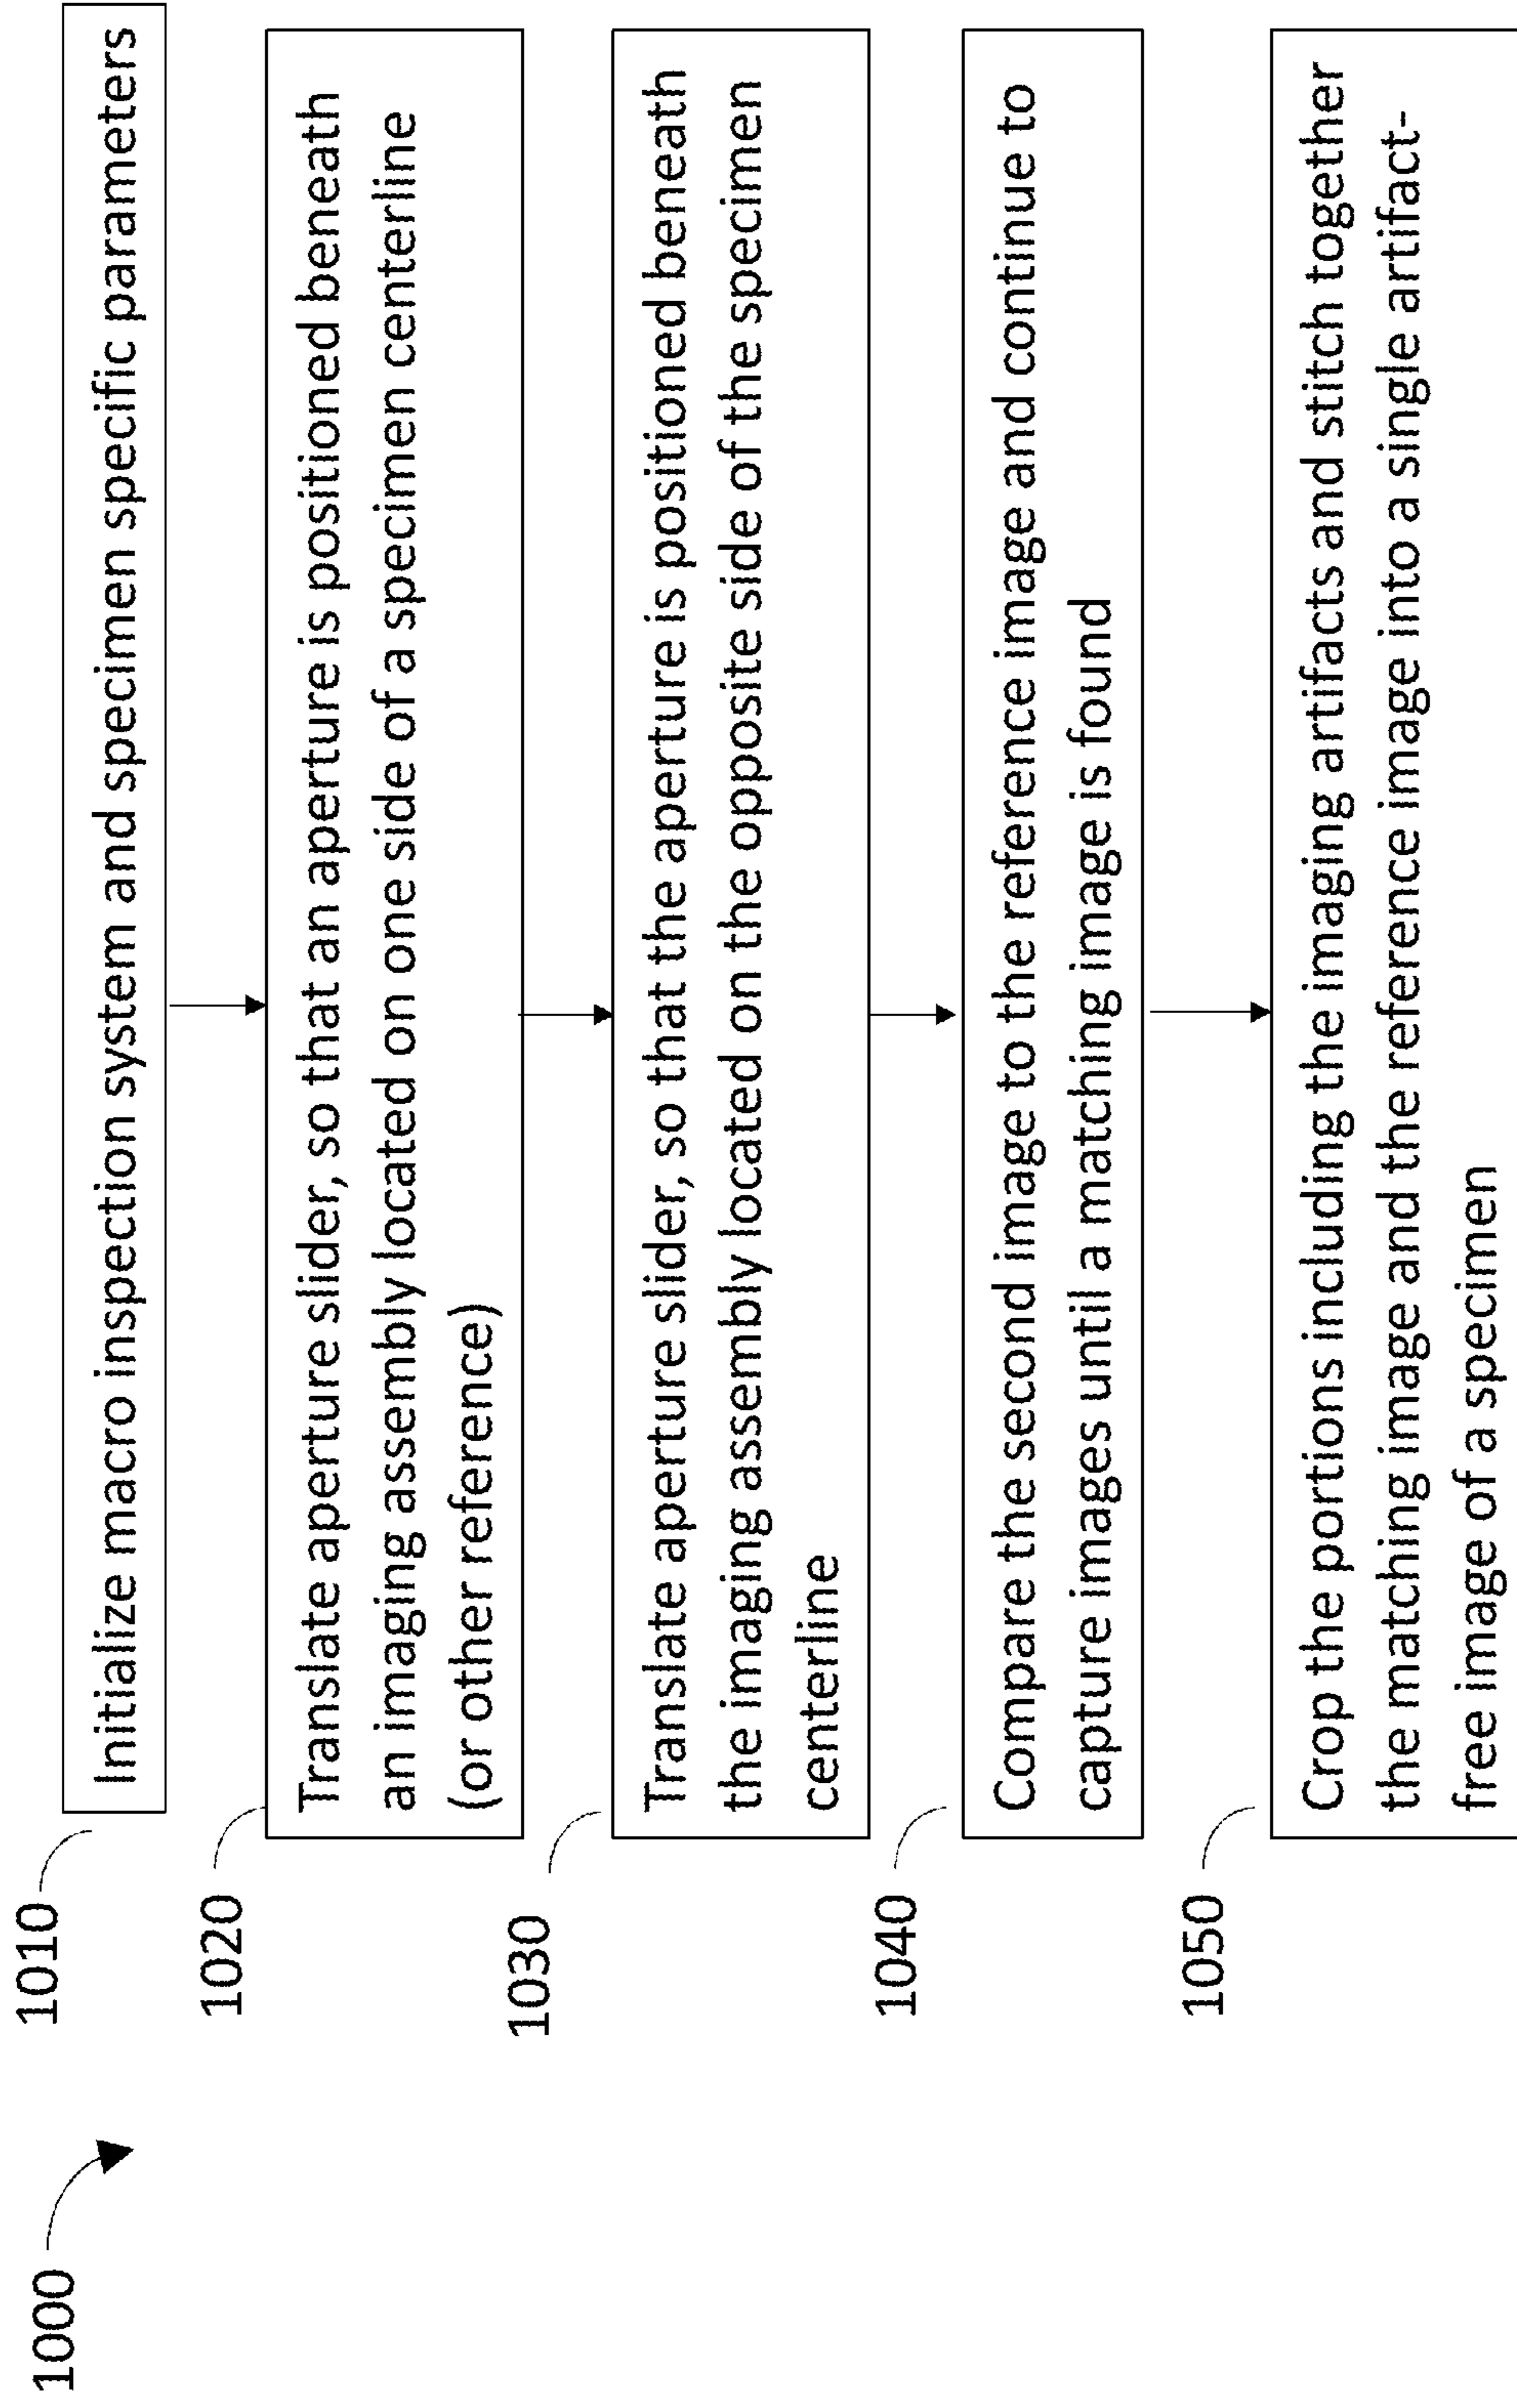 1000
1010
Initialize macro inspection system and specimen specific parameters
1020
Translate aperture slider, so that an aperture is positioned beneath
an imaging assembly located on one side of a specimen centerline
(or other reference)
1030
Translate aperture slider, so that the aperture is positioned beneath
the imaging assembly located on the opposite side of the specimen
centerline
1040
Compare the second image to the reference image and continue to
capture images until a matching image is found
1050
Crop the portions including the imaging artifacts and stitch together
the matching image and the reference image into a single artifact-
free image of a specimen